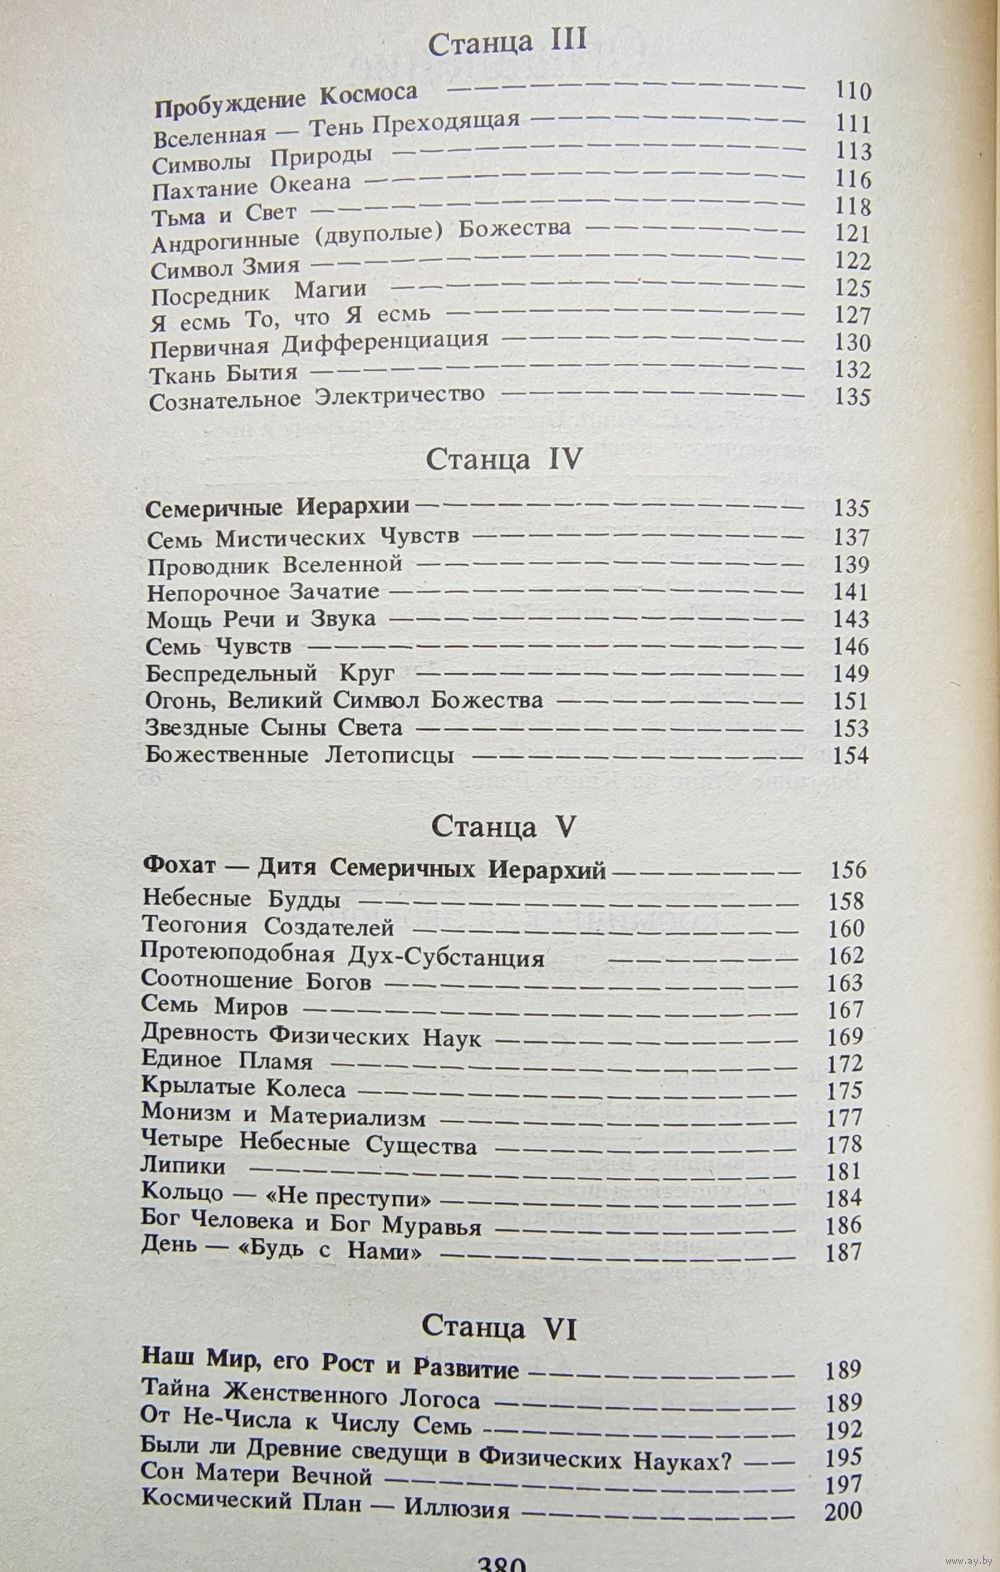 Станца III
Пробуждение Космоса — — — — — — — — — — — — — 110
Вселенная — Тень Преходящая — — — — — — — — — — 111
Символы Природы — — — — — — — — — — — — — — — 113
Пахтание Океана — — — — — — — — — — — — — — — — 116
Тьма и Свет — — — — — — — — — — — — — — — — — — 118
Андрогинные (двуполые) Божества — — — — — — — — 121
Символ Змия — — — — — — — — — — — — — — — — — — 122
Посредник Магии — — — — — — — — — — — — — — — 125
Я есмь То, что Я есмь — — — — — — — — — — — — — 127
Первичная Дифференциация — — — — — — — — — — — 130
Ткань Бытия — — — — — — — — — — — — — — — — — — 132
Сознательное Электричество — — — — — — — — — — — 135
Станца IV
Семеричные Иерархии — — — — — — — — — — — — — — 135
Семь Мистических Чувств — — — — — — — — — — — — 137
Проводник Вселенной — — — — — — — — — — — — — — 139
Непорочное Зачатие — — — — — — — — — — — — — — — 141
Мощь Речи и Звука — — — — — — — — — — — — — — — 143
Семь Чувств — — — — — — — — — — — — — — — — — — 146
Беспредельный Круг — — — — — — — — — — — — — — 149
Огонь, Великий Символ Божества — — — — — — — — — 151
Звездные Сыны Света — — — — — — — — — — — — — — 153
Божественные Летописцы — — — — — — — — — — — — 154
Станца V
Фохат — Дитя Семеричных Иерархий — — — — — — — 156
Небесные Будды — — — — — — — — — — — — — — — — 158
Теогония Создателей — — — — — — — — — — — — — — 160
Протеюподобная Дух-Субстанция — — — — — — — 162
Соотношение Богов — — — — — — — — — — — — — — — 163
Семь Миров — — — — — — — — — — — — — — — — — — 167
Древность Физических Наук — — — — — — — — — — — 169
Единое Пламя — — — — — — — — — — — — — — — — — 172
Крылатые Колеса — — — — — — — — — — — — — — — — 175
Монизм и Материализм — — — — — — — — — — — — — 177
Четыре Небесные Существа — — — — — — — — — — — 178
Липики — — — — — — — — — — — — — — — — — — — — 181
Кольцо — «Не преступи» — — — — — — — — — — — — — 184
Бог Человека и Бог Муравья — — — — — — — — — — — 186
День — «Будь с Нами» — — — — — — — — — — — — — 187
Станца VI
Наш Мир, его Рост и Развитие — — — — — — — — — — 189
Тайна Женственного Логоса — — — — — — — — — — — 189
От Не-Числа к Числу Семь — — — — — — — — — — — — 192
Были ли Древние сведущи в Физических Науках? — — 195
Сон Матери Вечной — — — — — — — — — — — — — — — 197
Космический План — Иллюзия — — — — — — — — — — 200
380
www.ay.by